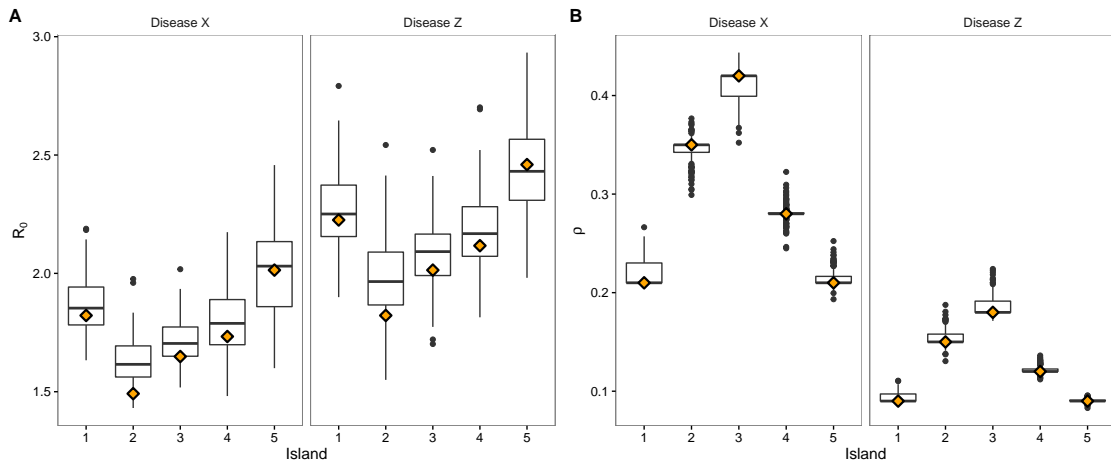 A
Disease X
Disease Z
R0
3.0
2.5
2.0
1.5
1 2 3 4 5
1 2 3 4 5
Island
B
Disease X
Disease Z
ρ
0.4
0.3
0.2
0.1
1 2 3 4 5
1 2 3 4 5
Island